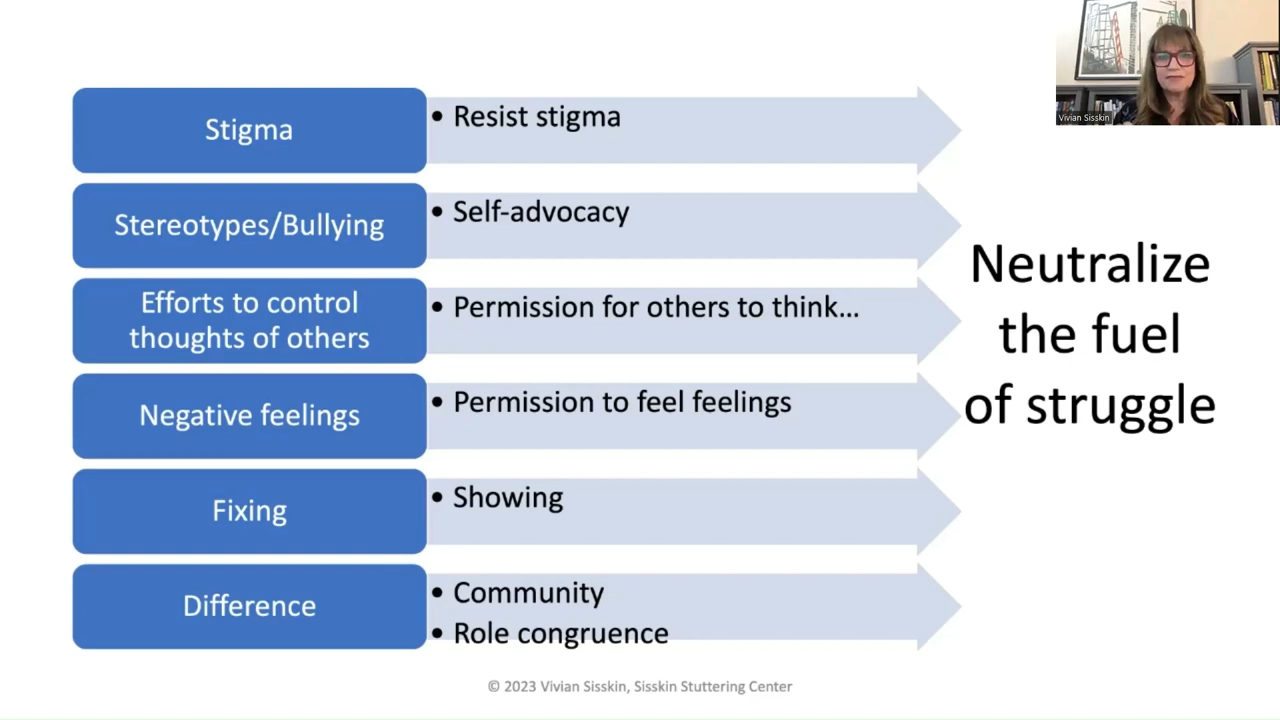 Vivian Sisskin
Stigma
• Resist stigma
Stereotypes/Bullying
• Self-advocacy
Efforts to control
thoughts of others
• Permission for others to think...
Negative feelings
• Permission to feel feelings
Fixing
• Showing
Difference
• Community
• Role congruence
Neutralize
the fuel
of struggle
© 2023 Vivian Sisskin, Sisskin Stuttering Center